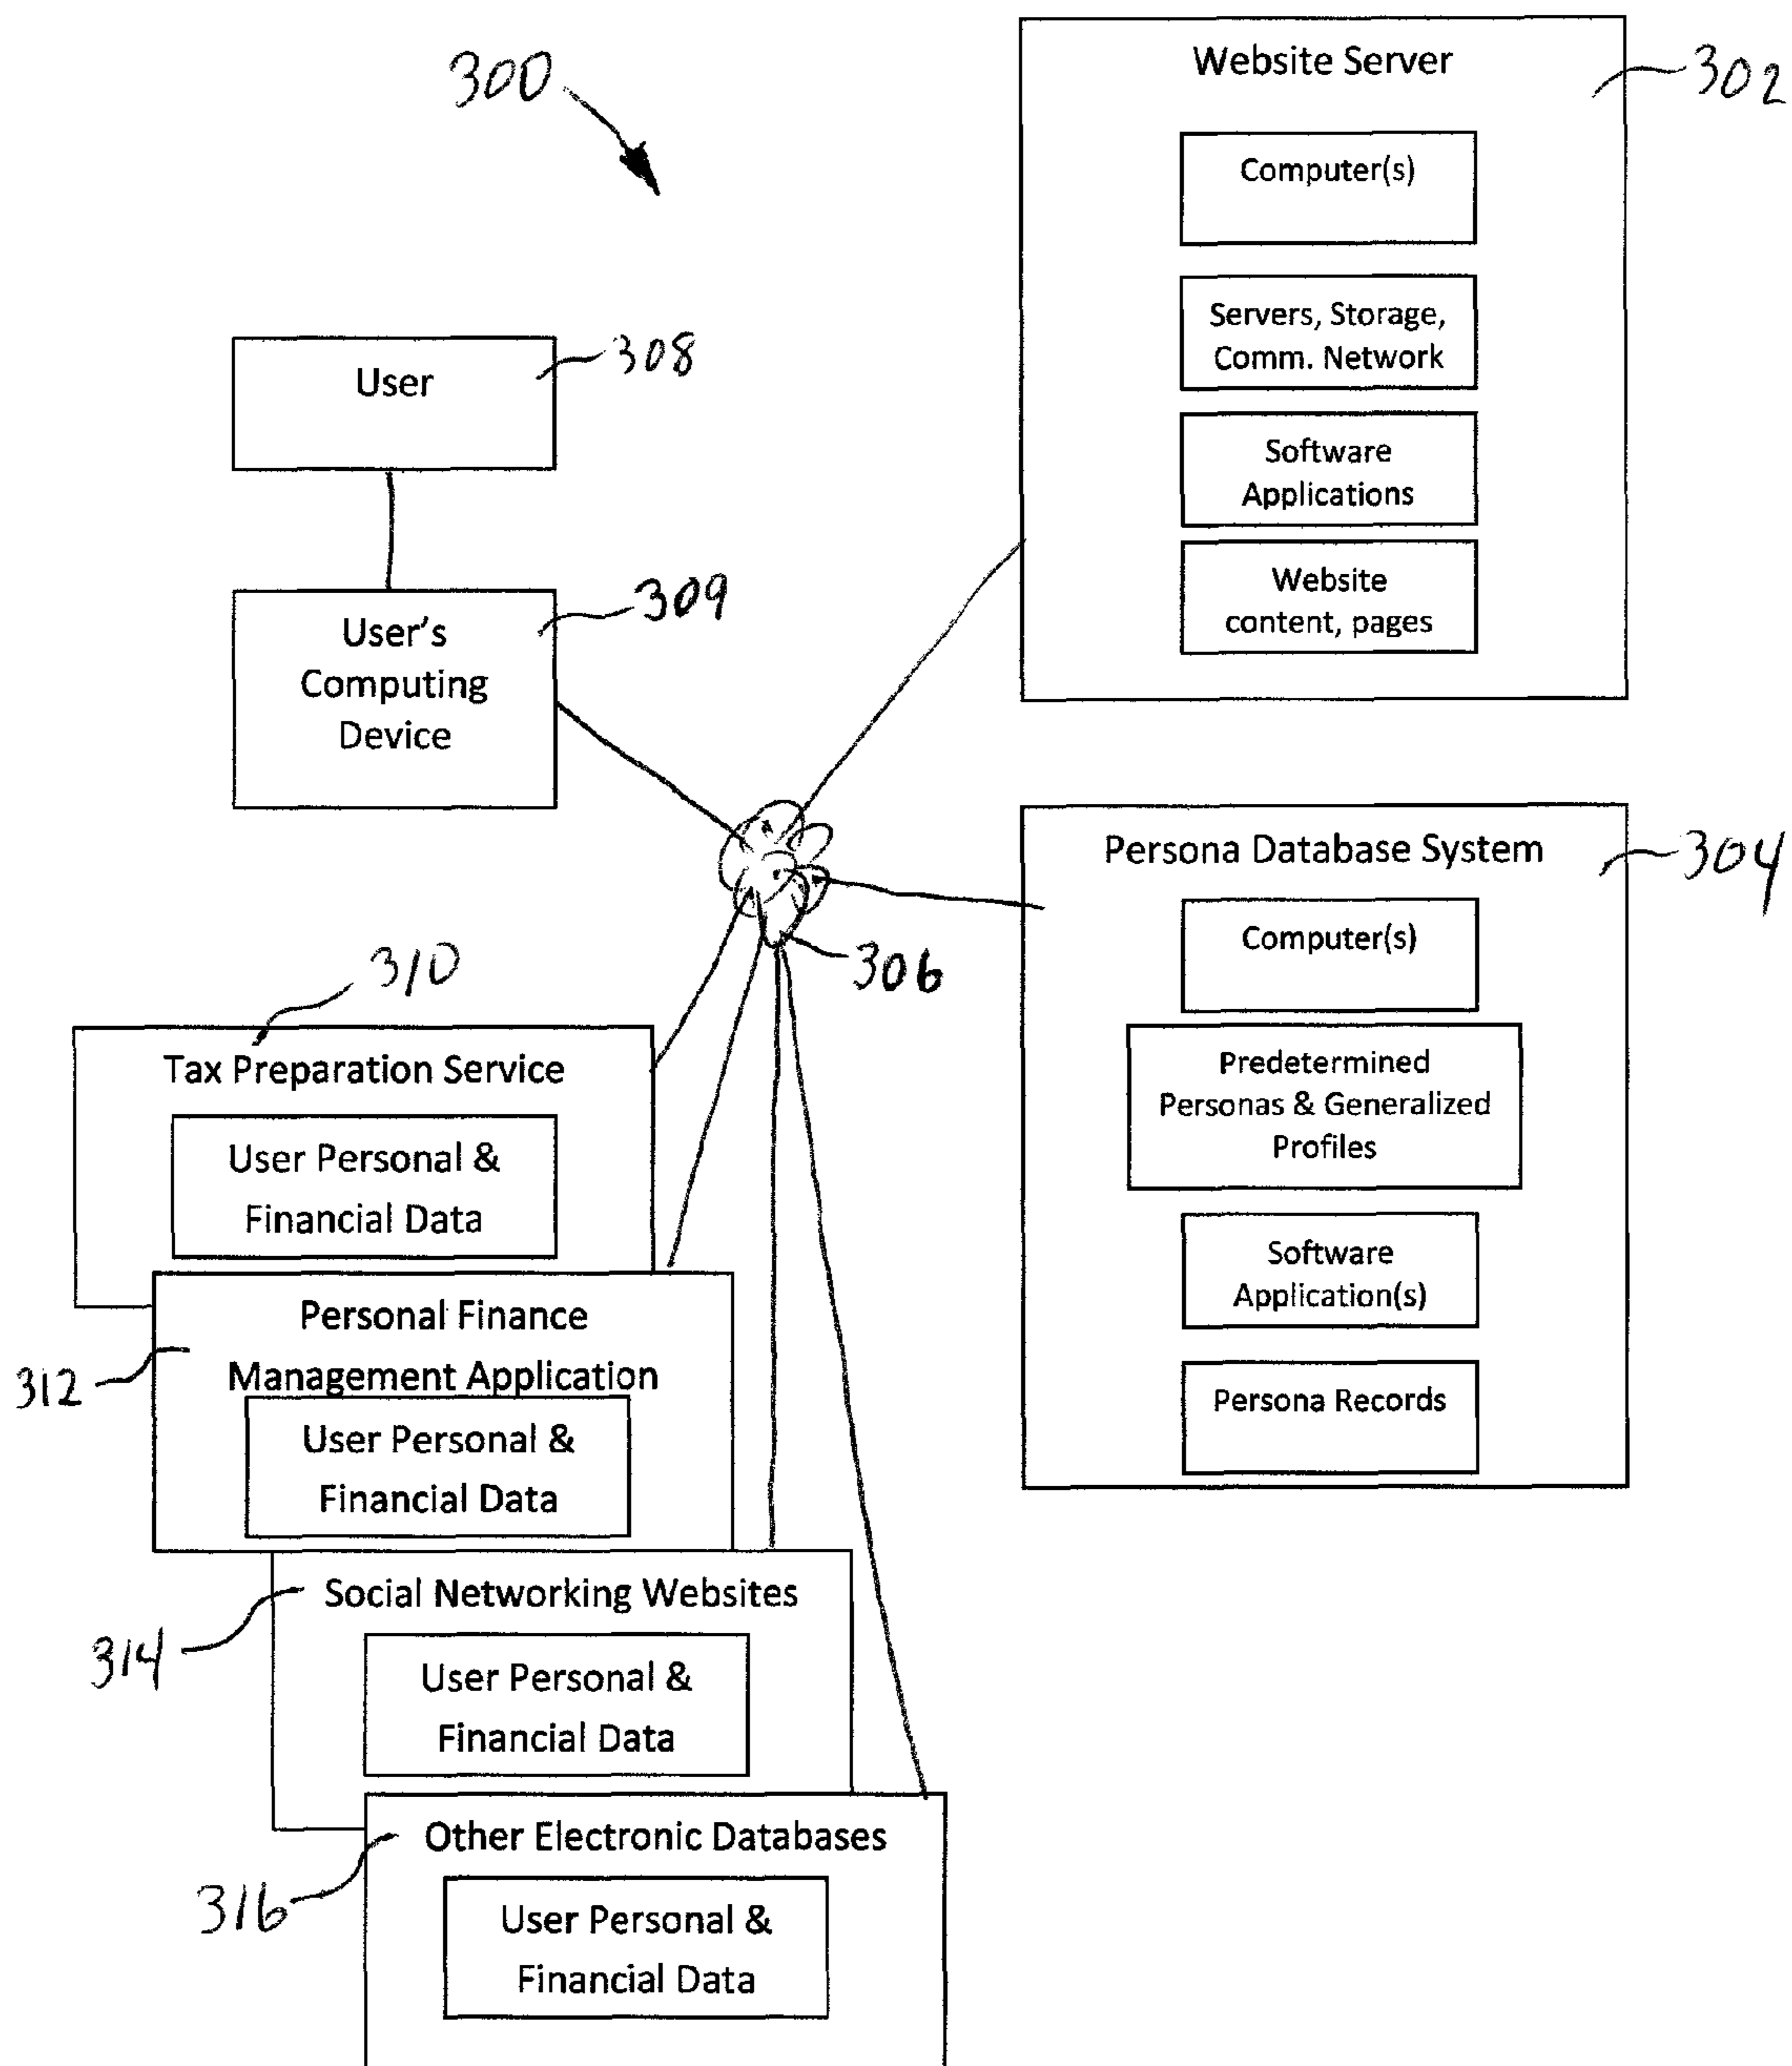 300
Website Server
302
Computer(s)
Servers, Storage,
Comm. Network
Software
Applications
Website
content, pages
User
308
User's
Computing
Device
309
306
Persona Database System
304
Computer(s)
Predetermined
Personas & Generalized
Profiles
Software
Application(s)
Persona Records
310
Tax Preparation Service
User Personal &
Financial Data
Personal Finance
Management Application
312
User Personal &
Financial Data
Social Networking Websites
314
User Personal &
Financial Data
Other Electronic Databases
316
User Personal &
Financial Data